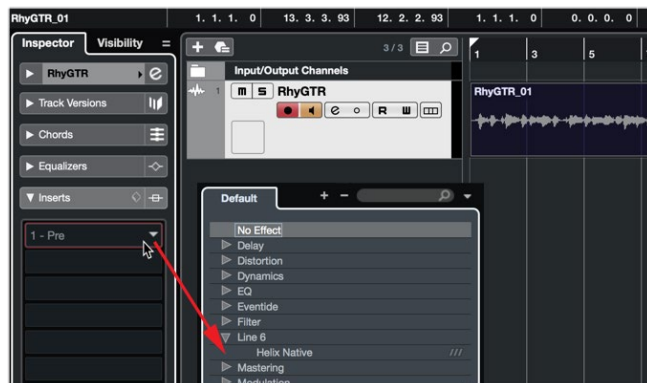 RhyGTR_01
1. 1. 1. 0
13. 3. 3. 93
12. 2. 2. 93
1. 1. 1. 0
0. 0. 0. 0
Inspector
Visibility
RhyGTR
Track Versions
Chords
Equalizers
Inserts
1 - Pre
3 / 3
Input/Output Channels
1
m S RhyGTR
e
R W
1
3
5
RhyGTR_01
Default
+ −
No Effect
Delay
Distortion
Dynamics
EQ
Eventide
Filter
Line 6
Helix Native
///
Mastering
Modulation